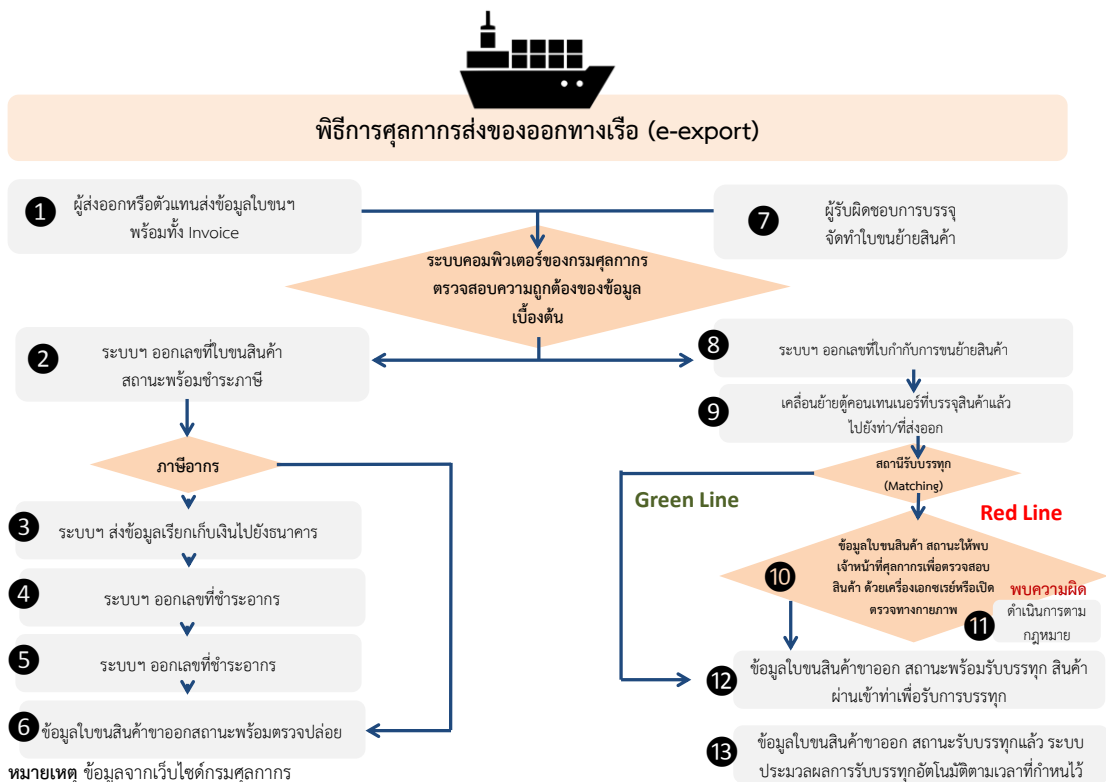 พิธีการศุลกากรส่งของออกทางเรือ (e-export)
1
ผู้ส่งออกหรือตัวแทนส่งข้อมูลใบขนฯ
พร้อมทั้ง Invoice
7
ผู้รับผิดชอบการบรรจุ
จัดทำใบขนย้ายสินค้า
ระบบคอมพิวเตอร์ของกรมศุลกากร
ตรวจสอบความถูกต้องของข้อมูล
เบื้องต้น
2
ระบบฯ ออกเลขที่ใบขนสินค้า
สถานะพร้อมชำระภาษี
8
ระบบฯ ออกเลขที่ใบกำกับการขนย้ายสินค้า
9
เคลื่อนย้ายตู้คอนเทนเนอร์ที่บรรจุสินค้าแล้ว
ไปยังท่า/ที่ส่งออก
ภาษีอากร
สถานีรับบรรทุก
(Matching)
Green Line
Red Line
3
ระบบฯ ส่งข้อมูลเรียกเก็บเงินไปยังธนาคาร
4
ระบบฯ ออกเลขที่ชำระอากร
5
ระบบฯ ออกเลขที่ชำระอากร
6
ข้อมูลใบขนสินค้าขาออกสถานะพร้อมตรวจปล่อย
10
ข้อมูลใบขนสินค้า สถานะให้พบ
เจ้าหน้าที่ศุลกากรเพื่อตรวจสอบ
สินค้า ด้วยเครื่องเอกซเรย์หรือเปิด
ตรวจทางกายภาพ
พบความผิด
11
ดำเนินการตาม
กฎหมาย
12
ข้อมูลใบขนสินค้าขาออก สถานะพร้อมรับบรรทุก สินค้า
ผ่านเข้าท่าเพื่อรับการบรรทุก
13
ข้อมูลใบขนสินค้าขาออก สถานะรับบรรทุกแล้ว ระบบ
ประมวลผลการรับบรรทุกอัตโนมัติตามเวลาที่กำหนไว้
หมายเหตุ ข้อมูลจากเว็บไซด์กรมศุลกากร